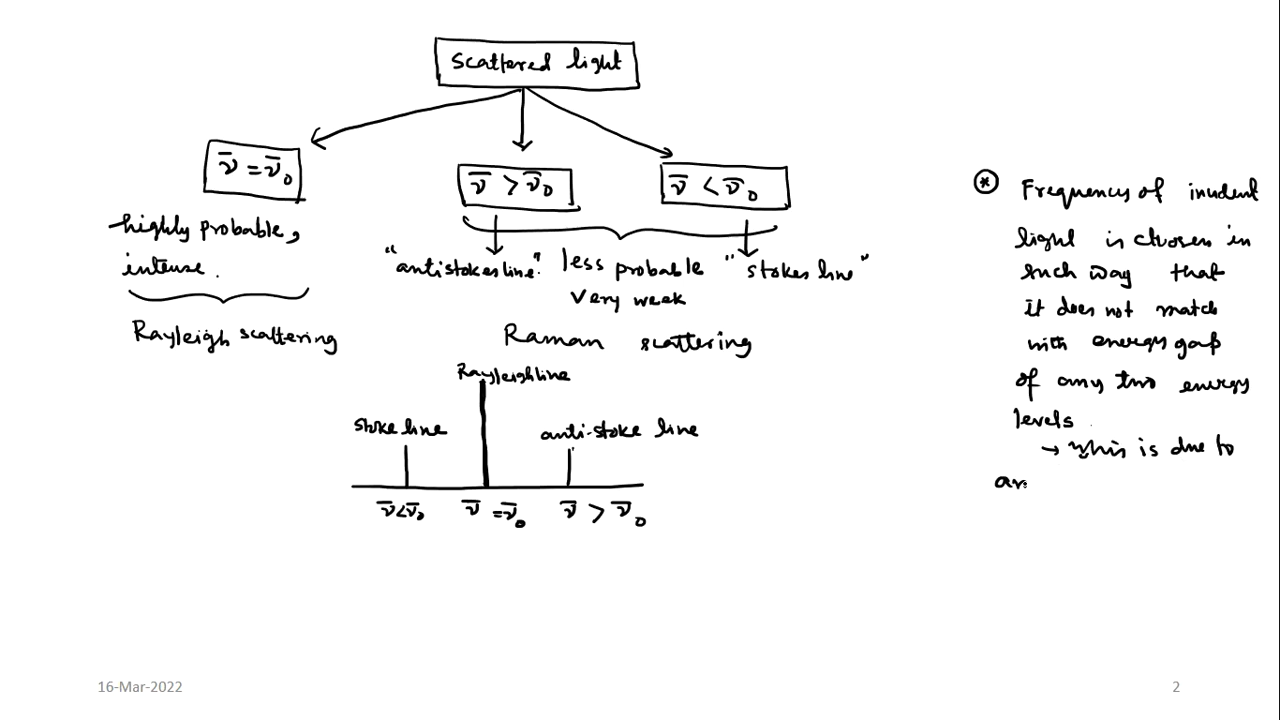 Scattered light
ν̄ = ν̄₀
ν̄ > ν̄₀
ν̄ < ν̄₀
highly probable,
intense.
Rayleigh scattering
"antistokes line"
less probable
very week
"stokes line"
Raman scattering
Rayleigh line
stoke line
anti-stoke line
ν̄ < ν̄₀
ν̄ = ν̄₀
ν̄ > ν̄₀
* Frequency of incident
light is chosen in
such way that
it does not match
with energy gap
of any two energy
levels.
→ This is due to
av
16-Mar-2022
2